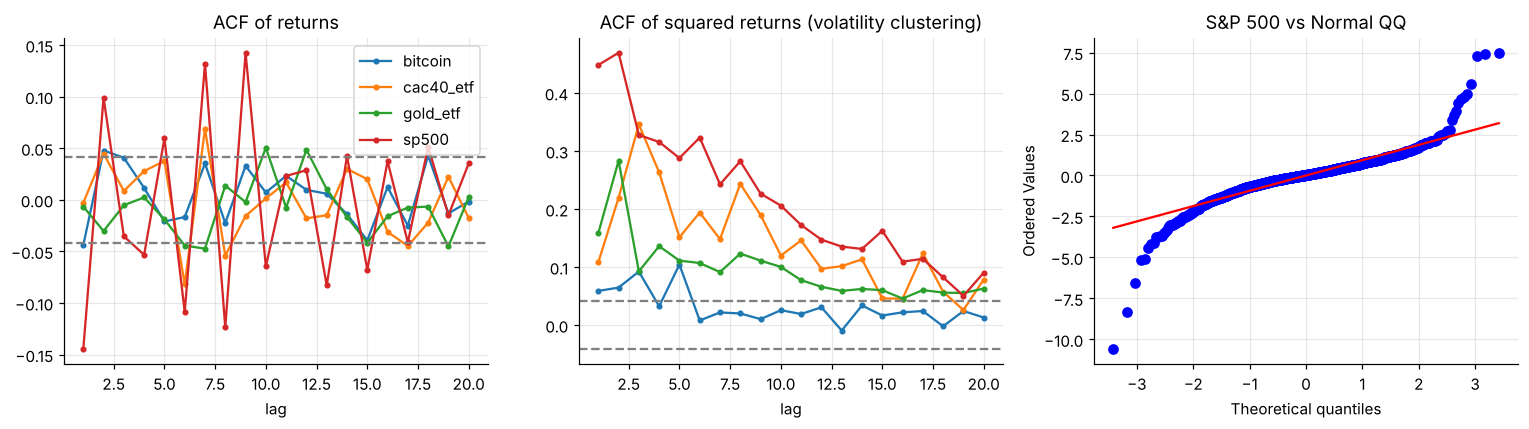 ACF of returns
0.15
0.10
0.05
0.00
−0.05
−0.10
−0.15
2.5 5.0 7.5 10.0 12.5 15.0 17.5 20.0
lag
bitcoin
cac40_etf
gold_etf
sp500
ACF of squared returns (volatility clustering)
0.4
0.3
0.2
0.1
0.0
2.5 5.0 7.5 10.0 12.5 15.0 17.5 20.0
lag
S&P 500 vs Normal QQ
Ordered Values
7.5
5.0
2.5
0.0
−2.5
−5.0
−7.5
−10.0
−3 −2 −1 0 1 2 3
Theoretical quantiles